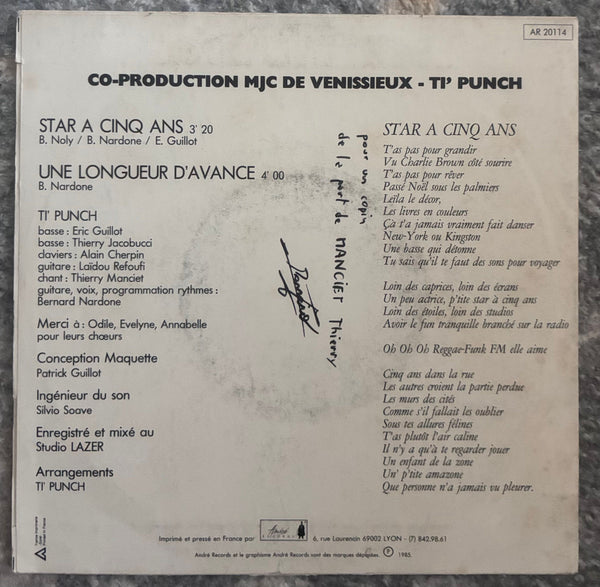 AR 20114
CO-PRODUCTION MJC DE VENISSIEUX - TI' PUNCH
STAR A CINQ ANS 3' 20
B. Noly / B. Nardone / E. Guillot
UNE LONGUEUR D'AVANCE 4' 00
B. Nardone
TI' PUNCH
basse : Eric Guillot
basse : Thierry Jacobucci
claviers : Alain Cherpin
guitare : Laïdou Refoufi
chant : Thierry Manciet
guitare, voix, programmation rythmes :
Bernard Nardone
Merci à : Odile, Evelyne, Annabelle
pour leurs chœurs
Conception Maquette
Patrick Guillot
Ingénieur du son
Silvio Soave
Enregistré et mixé au
Studio LAZER
Arrangements
TI' PUNCH
pour un copin
de le part de MANCIET Thierry
STAR A CINQ ANS
T'as pas pour grandir
Vu Charlie Brown côté sourire
T'as pas pour rêver
Passé Noël sous les palmiers
Leïla le décor,
Les livres en couleurs
Çà t'a jamais vraiment fait danser
New-York ou Kingston
Une basse qui détonne
Tu sais qu'il te faut des sons pour voyager
Loin des caprices, loin des écrans
Un peu actrice, p'tite star à cinq ans
Loin des étoiles, loin des studios
Avoir le fun tranquille branché sur la radio
Oh Oh Oh Reggae-Funk FM elle aime
Cinq ans dans la rue
Les autres croient la partie perdue
Les murs des cités
Comme s'il fallait les oublier
Sous tes allures félines
T'as plutôt l'air caline
Il n'y a qu'à te regarder jouer
Un enfant de la zone
Un' p'tite amazone
Que personne n'a jamais vu pleurer.
Imprimé et pressé en France par
André
RECORDS
6, rue Laurencin 69002 LYON - (7) 842.98.61
André Records et le graphisme André Records sont des marques déposées. Ⓟ 1985.